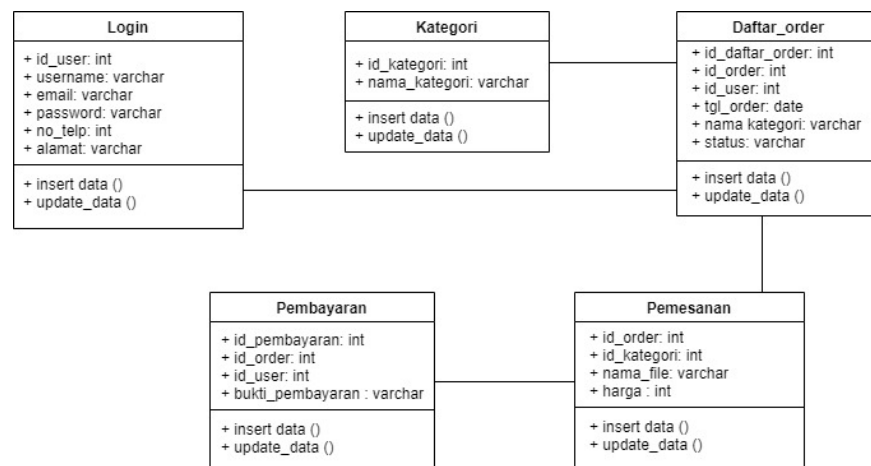 Login
+ id_user: int
+ username: varchar
+ email: varchar
+ password: varchar
+ no_telp: int
+ alamat: varchar
+ insert data ()
+ update_data ()
Kategori
+ id_kategori: int
+ nama_kategori: varchar
+ insert data ()
+ update_data ()
Daftar_order
+ id_daftar_order: int
+ id_order: int
+ id_user: int
+ tgl_order: date
+ nama kategori: varchar
+ status: varchar
+ insert data ()
+ update_data ()
Pembayaran
+ id_pembayaran: int
+ id_order: int
+ id_user: int
+ bukti_pembayaran : varchar
+ insert data ()
+ update_data ()
Pemesanan
+ id_order: int
+ id_kategori: int
+ nama_file: varchar
+ harga : int
+ insert data ()
+ update_data ()